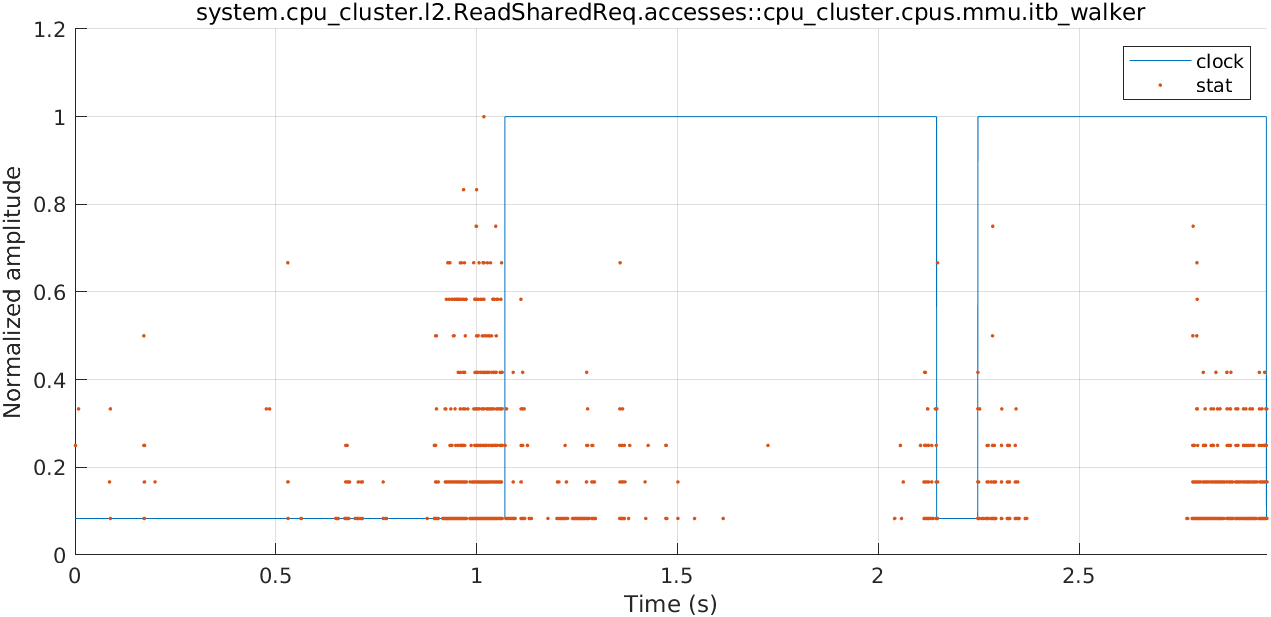 system.cpu_cluster.l2.ReadSharedReq.accesses::cpu_cluster.cpus.mmu.itb_walker
1.2
clock
stat
1
0.8
0.6
0.4
0.2
0
Normalized amplitude
0
0.5
1
1.5
2
2.5
Time (s)